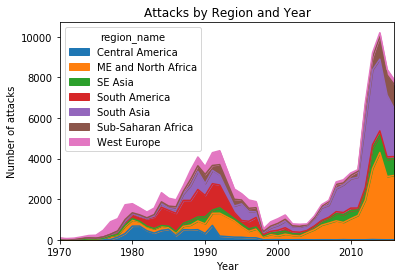 Attacks by Region and Year
10000
8000
6000
4000
2000
0
Number of attacks
region_name
Central America
ME and North Africa
SE Asia
South America
South Asia
Sub-Saharan Africa
West Europe
1970 1980 1990 2000 2010
Year